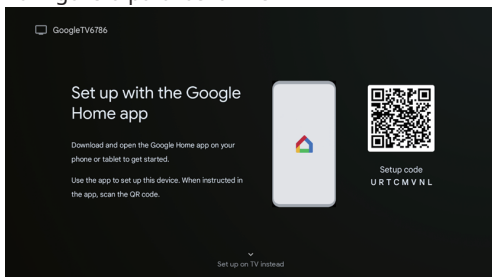 GoogleTV6786
Set up with the Google
Home app
Download and open the Google Home app on your
phone or tablet to get started.
Use the app to set up this device. When instructed in
the app, scan the QR code.
Setup code
URTCMVNL
Set up on TV instead